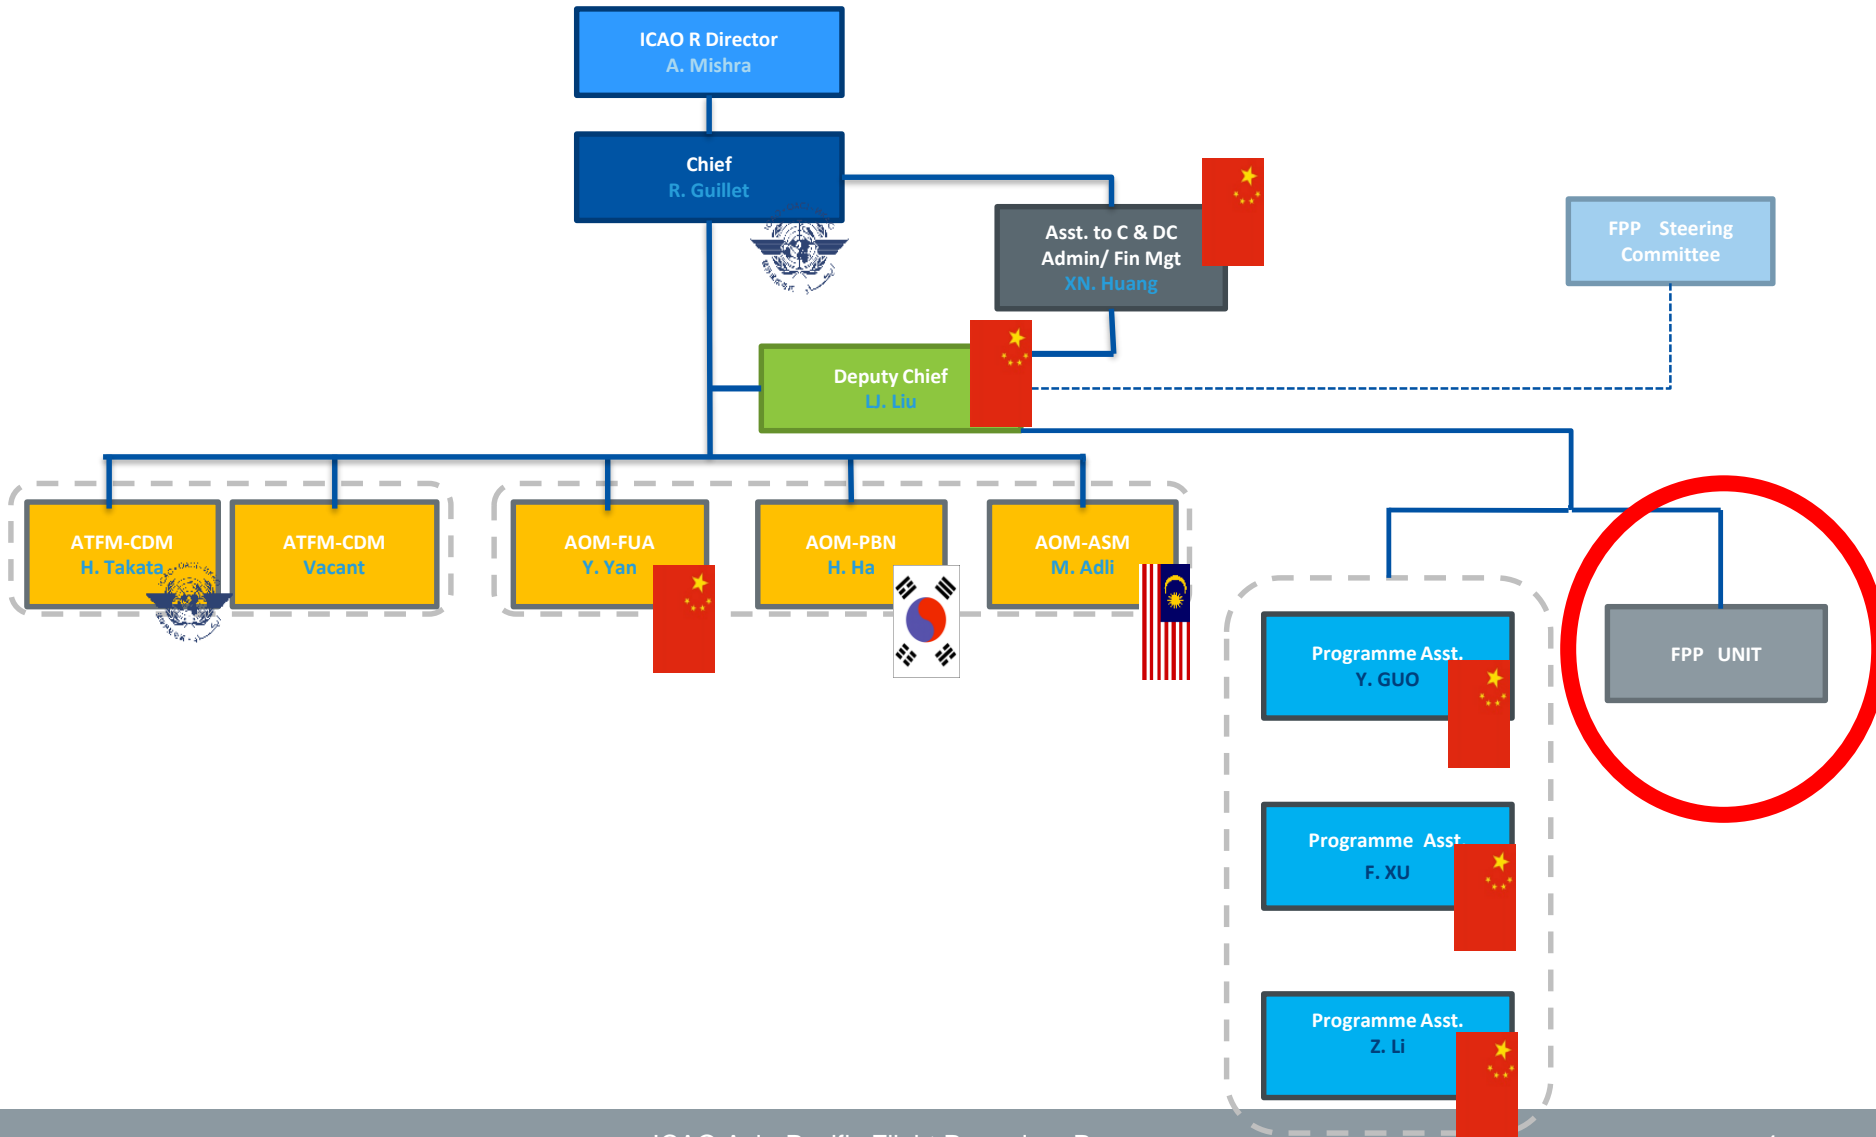 ICAO R Director
A. Mishra
Chief
R. Guillet
Asst. to C & DC
Admin/ Fin Mgt
XN. Huang
FPP Steering
Committee
Deputy Chief
LJ. Liu
ATFM-CDM
H. Takata
ATFM-CDM
Vacant
AOM-FUA
Y. Yan
AOM-PBN
H. Ha
AOM-ASM
M. Adli
Programme Asst.
Y. GUO
FPP UNIT
Programme Asst.
F. XU
Programme Asst.
Z. Li